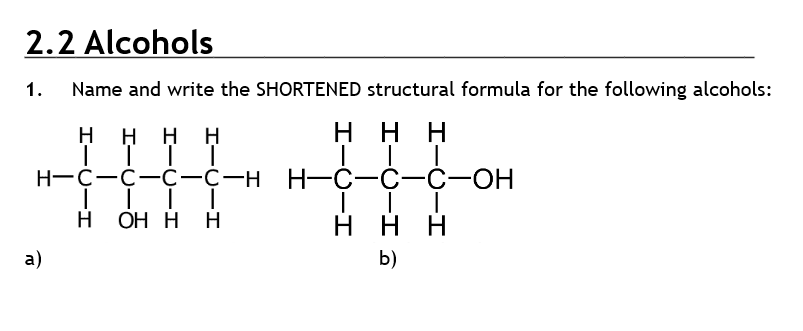 2.2 Alcohols
1. Name and write the SHORTENED structural formula for the following alcohols:
H H H H H H H
H-C-C-C-C-H H-C-C-C-OH
H OH H H H H H
a) b)